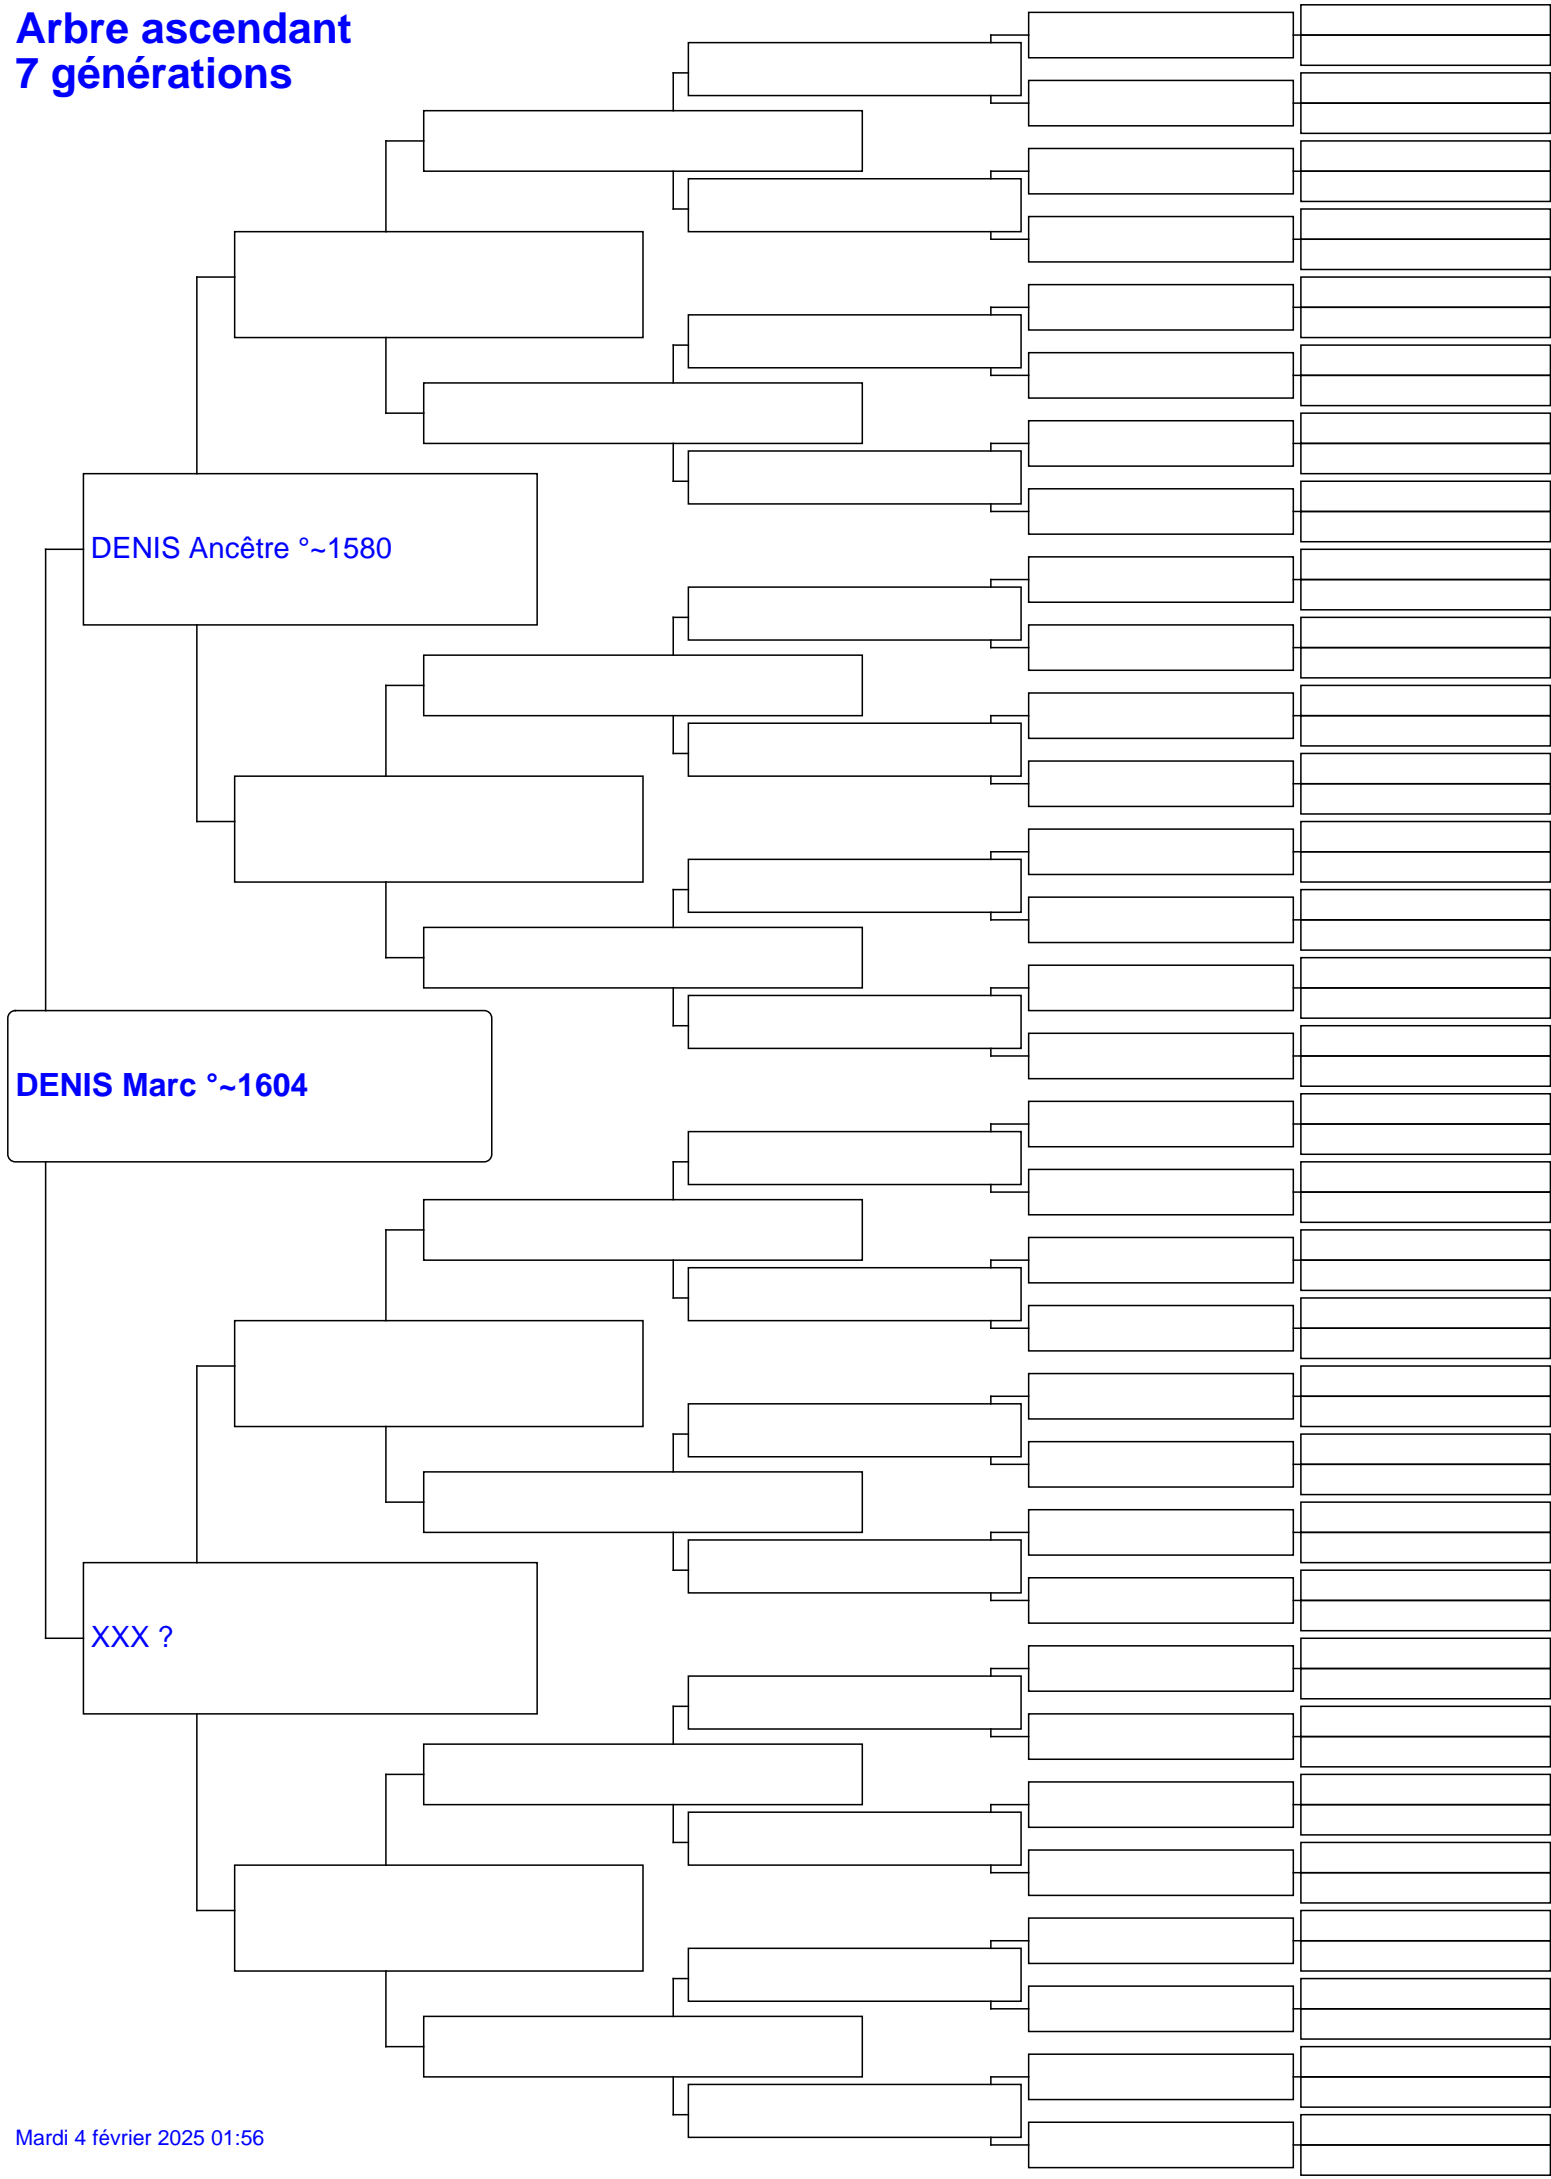 Arbre ascendant
7 générations
DENIS Ancêtre °~1580
DENIS Marc °~1604
XXX ?
Mardi 4 février 2025 01:56